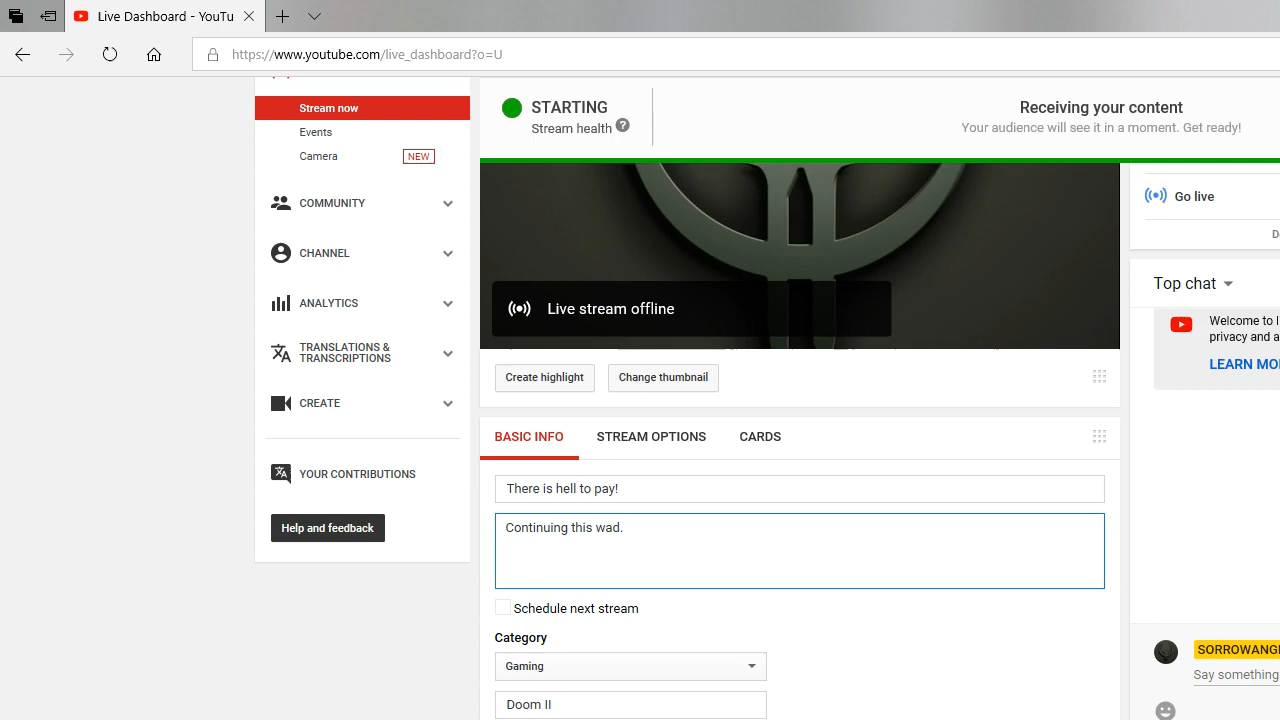 Live Dashboard - YouTu
https://www.youtube.com/live_dashboard?o=U
Stream now
Events
Camera NEW
COMMUNITY
CHANNEL
ANALYTICS
TRANSLATIONS &
TRANSCRIPTIONS
CREATE
YOUR CONTRIBUTIONS
Help and feedback
STARTING
Stream health ?
Receiving your content
Your audience will see it in a moment. Get ready!
Live stream offline
Create highlight
Change thumbnail
BASIC INFO STREAM OPTIONS CARDS
There is hell to pay!
Continuing this wad.
Schedule next stream
Category
Gaming
Doom II
Go live
D
Top chat
Welcome to l
privacy and a
LEARN MO
SORROWANG
Say something